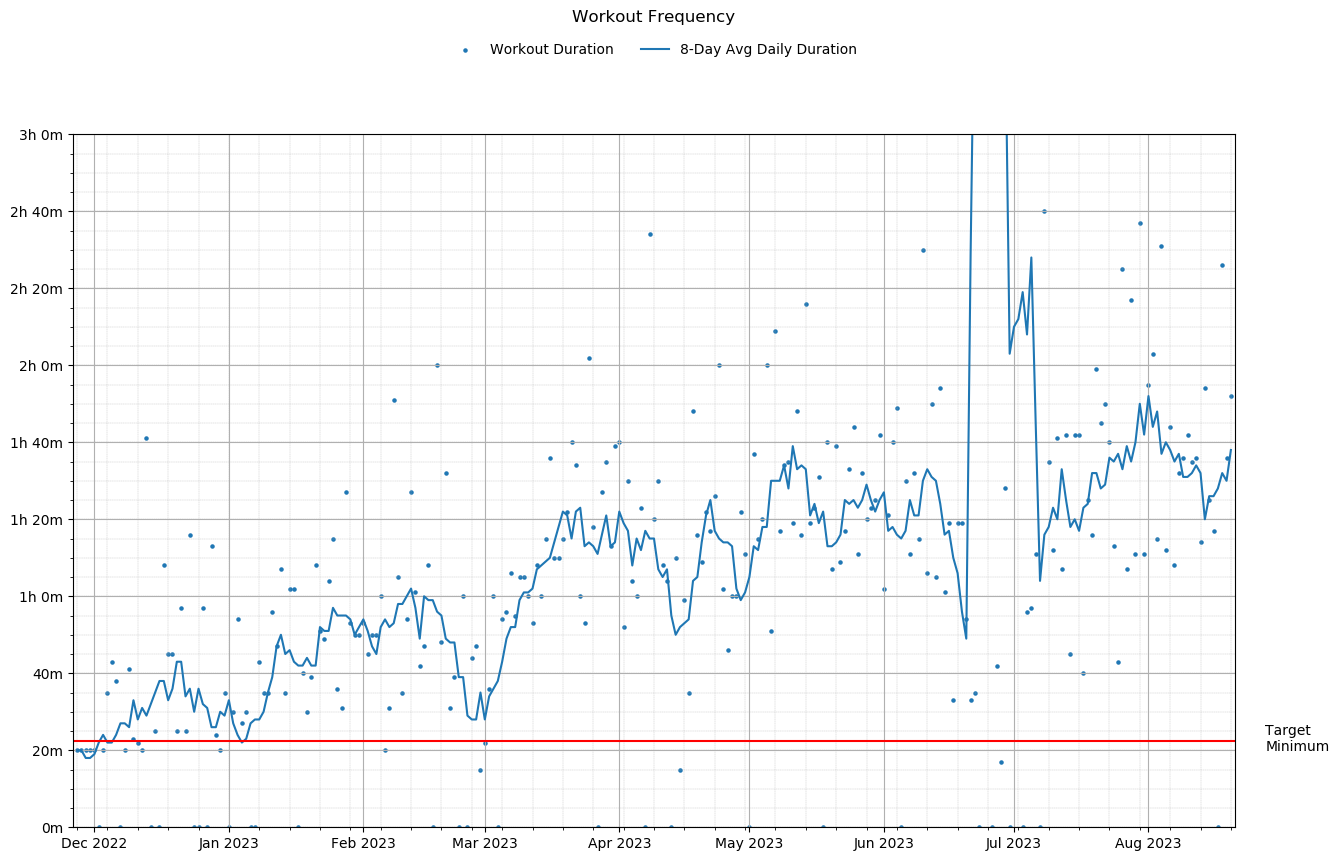 Workout Frequency
Workout Duration
8-Day Avg Daily Duration
3h 0m
2h 40m
2h 20m
2h 0m
1h 40m
1h 20m
1h 0m
40m
20m
0m
Target
Minimum
Dec 2022
Jan 2023
Feb 2023
Mar 2023
Apr 2023
May 2023
Jun 2023
Jul 2023
Aug 2023